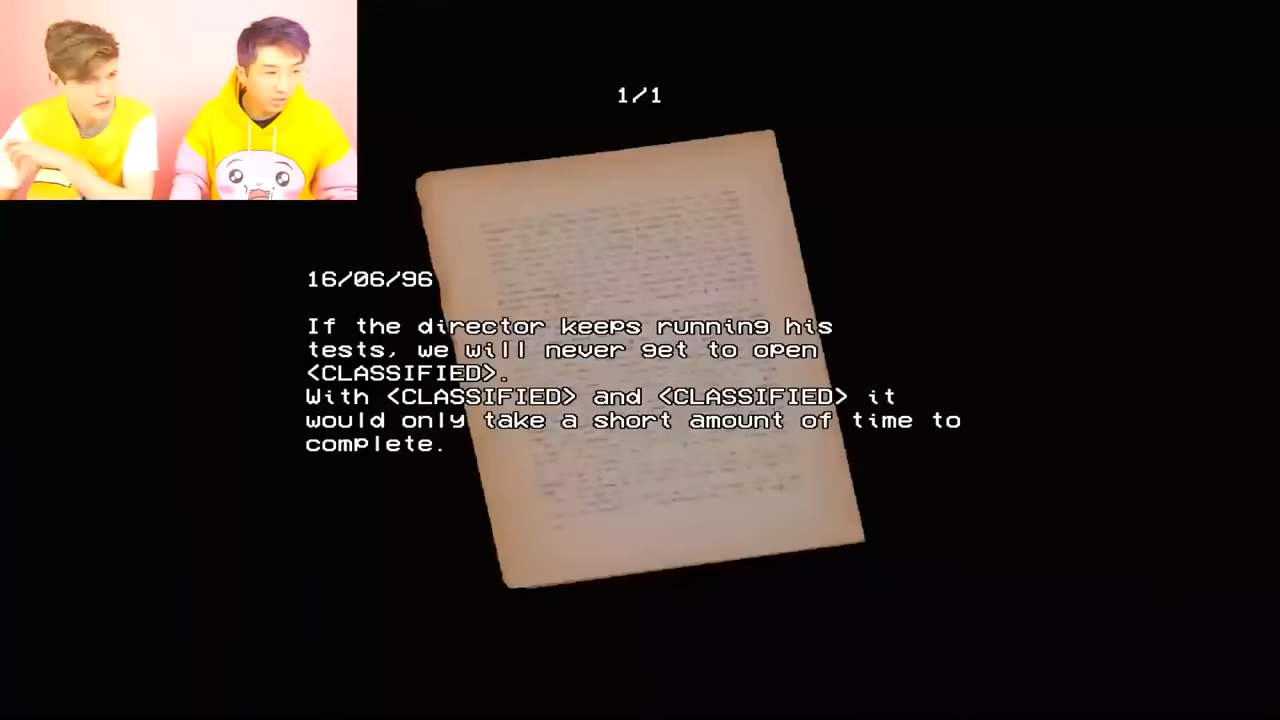 1/1
16/06/96
If the director keeps running his
tests, we will never get to open
<CLASSIFIED>.
With <CLASSIFIED> and <CLASSIFIED> it
would only take a short amount of time to
complete.